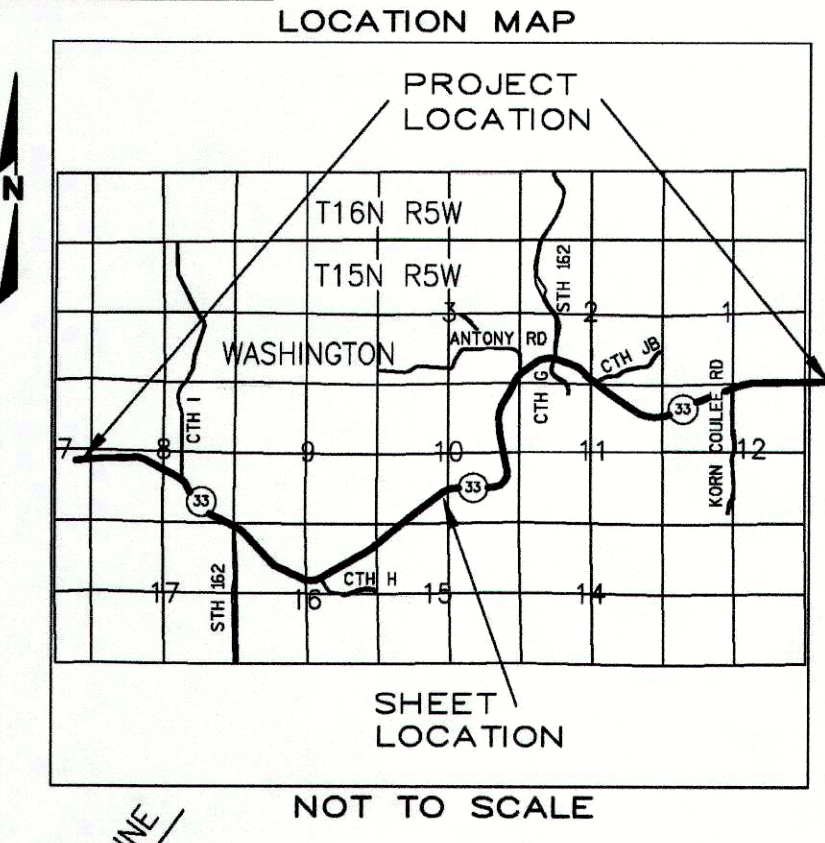 LOCATION MAP
PROJECT
LOCATION
N
T16N R5W
T15N R5W
STH 162
3
2
1
ANTONY RD
WASHINGTON
CTH JB
CTH G
33
KORN COULEE RD
CTH I
7
8
9
10
11
12
33
33
STH 162
17
16
CTH H
15
14
SHEET
LOCATION
NOT TO SCALE